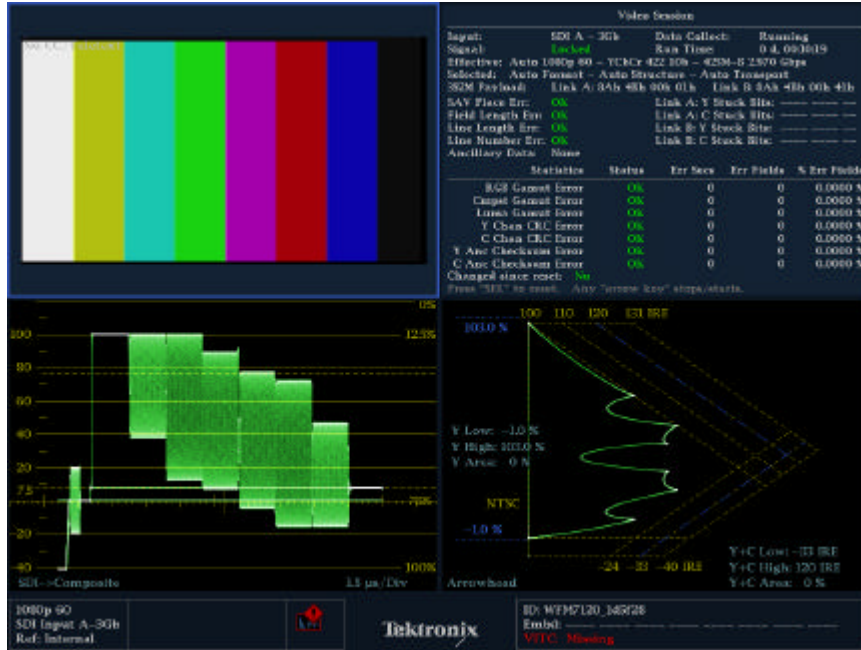 Video Session
Input: SDI A - 3Gb Data Collect: Running
Signal: Locked Run Time: 0 d, 00:30:19
Effective: Auto 1080p 60 - YCbCr 422 10b - 425M-B 2.970 Gbps
Selected: Auto Format - Auto Structure - Auto Transport
352M Payload: Link A: 8Ah 4Bh 00h 01h Link B: 8Ah 4Bh 00h 41h
SAV Place Err: OK Link A: Y Stuck Bits: ---- ---- ----
Field Length Err: OK Link A: C Stuck Bits: ---- ---- ----
Line Length Err: OK Link B: Y Stuck Bits: ---- ---- ----
Line Number Err: OK Link B: C Stuck Bits: ---- ---- ----
Ancillary Data: None
Statistics Status Err Secs Err Fields % Err Fields
RGB Gamut Error OK 0 0 0.0000 %
Cmpst Gamut Error OK 0 0 0.0000 %
Luma Gamut Error OK 0 0 0.0000 %
Y Chan CRC Error OK 0 0 0.0000 %
C Chan CRC Error OK 0 0 0.0000 %
Y Anc Checksum Error OK 0 0 0.0000 %
C Anc Checksum Error OK 0 0 0.0000 %
Changed since reset: No
Press "SEL" to reset. Any "arrow key" stops/starts.
0%
100 12.5%
80
60
40
20
7.5
-20
-40 100%
SDI->Composite 1.5 µs/Div
100 110 120 131 IRE
103.0 %
Y Low: -1.0 %
Y High: 103.0 %
Y Area: 0 %
NTSC
-1.0 %
-24 -33 -40 IRE
Y+C Low: -33 IRE
Y+C High: 120 IRE
Y+C Area: 0 %
Arrowhead
1080p 60
SDI Input A-3Gb
Ref: Internal
Tektronix
ID: WFM7120_1d5f28
Embd: -- -- -- -- -- -- -- --
VITC: Missing